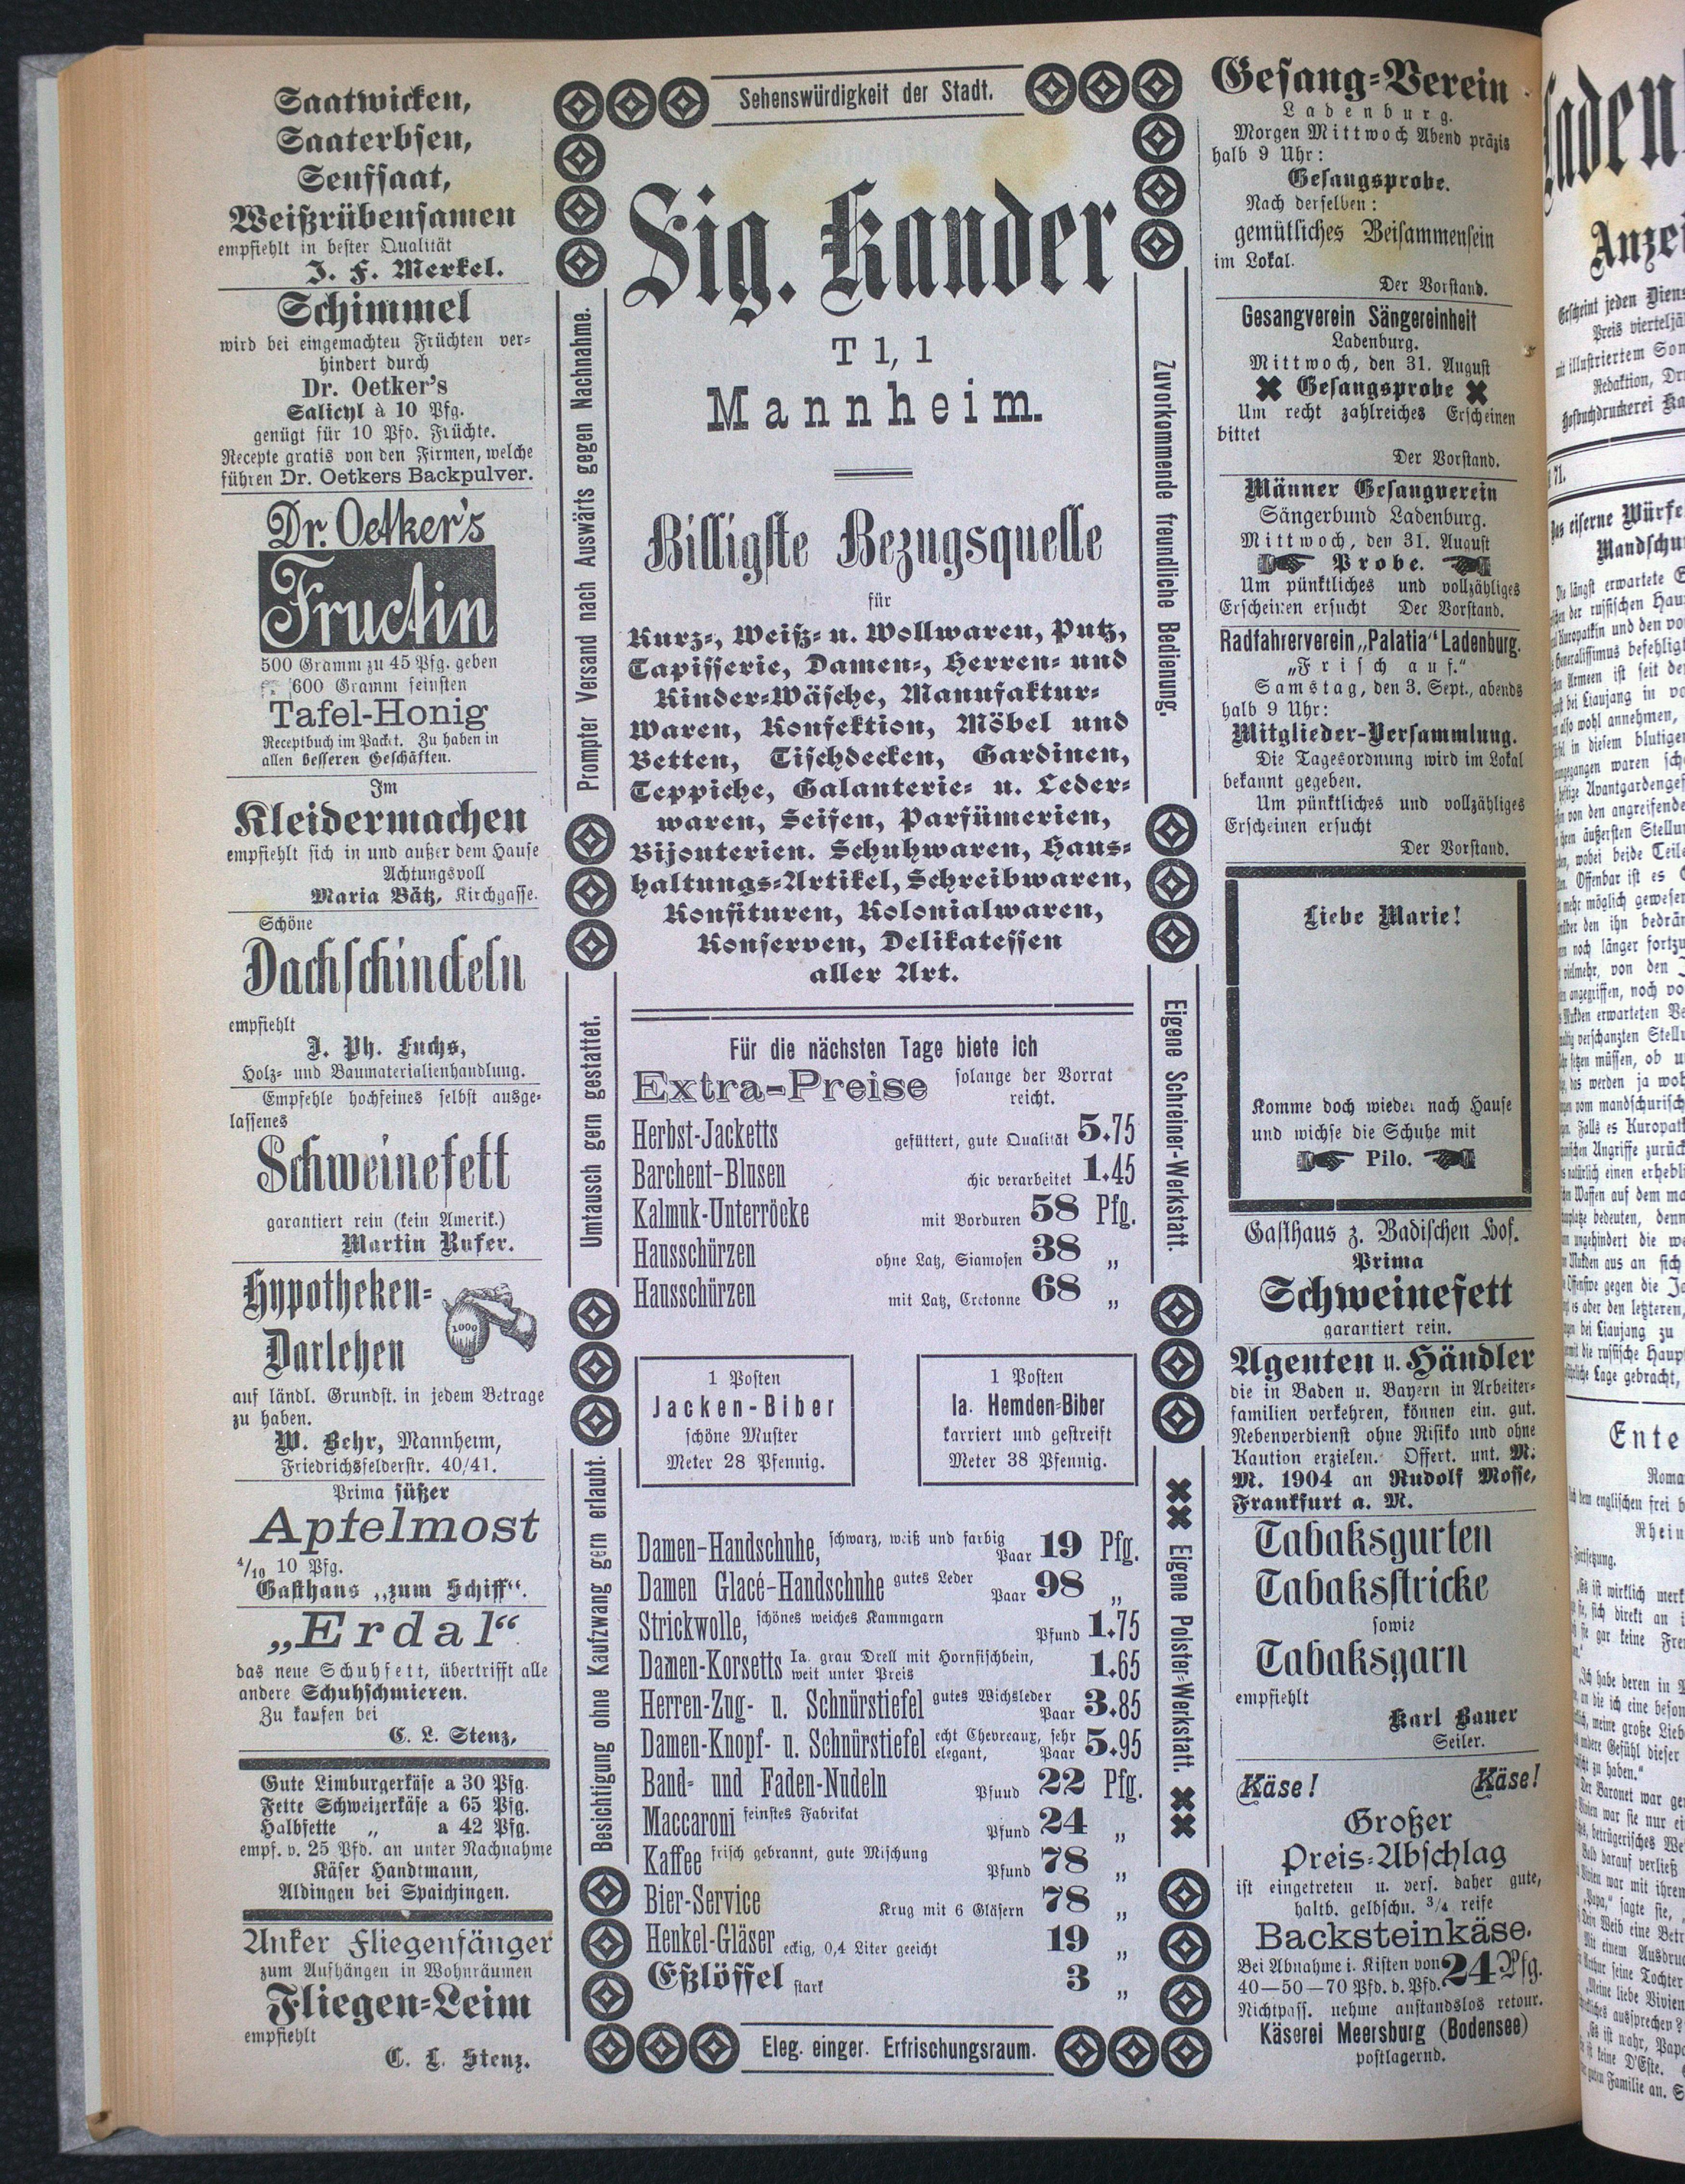 Saatwicken,
Saaterbsen,
Senfsaat,
Weißrübensamen
empfiehlt in bester Qualität
J. F. Merkel.
Schimmel
wird bei eingemachten Früchten ver-
hindert durch
Dr. Oetker's
Salicyl à 10 Pfg.
genügt für 10 Pfd. Früchte.
Recepte gratis von den Firmen, welche
führen Dr. Oetkers Backpulver.
Dr. Oetker's
Fructin
500 Gramm zu 45 Pfg. geben
600 Gramm feinsten
Tafel-Honig
Receptbuch im Packet. Zu haben in
allen besseren Geschäften.
Im
Kleidermachen
empfiehlt sich in und außer dem Hause
Achtungsvoll
Maria Bätz, Kirchgasse.
Schöne
Dachschindeln
empfiehlt
J. Ph. Fuchs,
Holz- und Baumaterialienhandlung.
Empfehle hochfeines selbst ausge-
lassenes
Schweinefett
garantiert rein (kein Amerik.)
Martin Rufer.
Hypotheken-
Darlehen
1000
auf ländl. Grundst. in jedem Betrage
zu haben.
W. Behr, Mannheim,
Friedrichsfelderstr. 40/41.
Prima süßer
Apfelmost
4/10 10 Pfg.
Gasthaus „zum Schiff“.
„Erdal“
das neue Schuhfett, übertrifft alle
andere Schuhschmieren.
Zu kaufen bei
C. L. Stenz,
Gute Limburgerkäse a 30 Pfg.
Fette Schweizerkäse a 65 Pfg.
Halbfette „ a 42 Pfg.
empf. v. 25 Pfd. an unter Nachnahme
Käser Handtmann,
Aldingen bei Spaichingen.
Anker Fliegenfänger
zum Aufhängen in Wohnräumen
Fliegen-Leim
empfiehlt
C. L. Stenz.
Sehenswürdigkeit der Stadt.
Prompter Versand nach Auswärts gegen Nachnahme.
Umtausch gern gestattet.
Besichtigung ohne Kaufzwang gern erlaubt.
Sig. Kander
T 1, 1
Mannheim.
Billigste Bezugsquelle
für
Kurz-, Weiß- u. Wollwaren, Putz,
Tapisserie, Damen-, Herren- und
Kinder-Wäsche, Manufaktur-
Waren, Konfektion, Möbel und
Betten, Tischdecken, Gardinen,
Teppiche, Galanterie- u. Leder-
waren, Seifen, Parfümerien,
Bijouterien. Schuhwaren, Haus-
haltungs-Artikel, Schreibwaren,
Konfituren, Kolonialwaren,
Konserven, Delikatessen
aller Art.
Für die nächsten Tage biete ich
Extra-Preise solange der Vorrat
reicht.
Herbst-Jacketts gefüttert, gute Qualität 5.75
Barchent-Blusen chic verarbeitet 1.45
Kalmuk-Unterröcke mit Borduren 58 Pfg.
Hausschürzen ohne Latz, Siamosen 38 „
Hausschürzen mit Latz, Cretonne 68 „
1 Posten
Jacken-Biber
schöne Muster
Meter 28 Pfennig.
1 Posten
Ia. Hemden-Biber
karriert und gestreift
Meter 38 Pfennig.
Damen-Handschuhe, schwarz, weiß und farbig Paar 19 Pfg.
Damen Glacé-Handschuhe gutes Leder Paar 98 „
Strickwolle, schönes weiches Kammgarn Pfund 1.75
Damen-Korsetts Ia. grau Drell mit Hornfischbein, weit unter Preis 1.65
Herren-Zug- u. Schnürstiefel gutes Wichsleder Paar 3.85
Damen-Knopf- u. Schnürstiefel echt Chevreaux, sehr elegant, Paar 5.95
Band- und Faden-Nudeln Pfund 22 Pfg.
Maccaroni feinstes Fabrikat Pfund 24 „
Kaffee frisch gebrannt, gute Mischung Pfund 78 „
Bier-Service Krug mit 6 Gläsern 78 „
Henkel-Gläser eckig, 0,4 Liter geeicht 19 „
Eßlöffel stark 3 „
Eleg. einger. Erfrischungsraum.
Zuvorkommende freundliche Bedienung.
Eigene Schreiner-Werkstatt.
Eigene Polster-Werkstatt.
Gesang-Verein
Ladenburg.
Morgen Mittwoch Abend präzis
halb 9 Uhr:
Gesangsprobe.
Nach derselben:
gemütliches Beisammensein
im Lokal.
Der Vorstand.
Gesangverein Sängereinheit
Ladenburg.
Mittwoch, den 31. August
Gesangsprobe
Um recht zahlreiches Erscheinen
bittet
Der Vorstand.
Männer Gesangverein
Sängerbund Ladenburg.
Mittwoch, den 31. August
Probe.
Um pünktliches und vollzähliges
Erscheinen ersucht Der Vorstand.
Radfahrerverein „Palatia“ Ladenburg.
„Frisch auf.“
Samstag, den 3. Sept., abends
halb 9 Uhr:
Mitglieder-Versammlung.
Die Tagesordnung wird im Lokal
bekannt gegeben.
Um pünktliches und vollzähliges
Erscheinen ersucht
Der Vorstand.
Liebe Marie!
Komme doch wieder nach Hause
und wichse die Schuhe mit
Pilo.
Gasthaus z. Badischen Hof.
Prima
Schweinefett
garantiert rein.
Agenten u. Händler
die in Baden u. Bayern in Arbeiter-
familien verkehren, können ein. gut.
Nebenverdienst ohne Risiko und ohne
Kaution erzielen. Offert. unt. M.
M. 1904 an Rudolf Mosse,
Frankfurt a. M.
Tabaksgurten
Tabaksstricke
sowie
Tabaksgarn
empfiehlt
Karl Bauer
Seiler.
Käse! Käse!
Großer
Preis-Abschlag
ist eingetreten u. vers. daher gute,
haltb. gelbschn. 3/4 reife
Backsteinkäse.
Bei Abnahme i. Kisten von
40—50—70 Pfd. d. Pfd. 24 Pfg.
Nichtpass. nehme anstandslos retour.
Käserei Meersburg (Bodensee)
postlagernd.